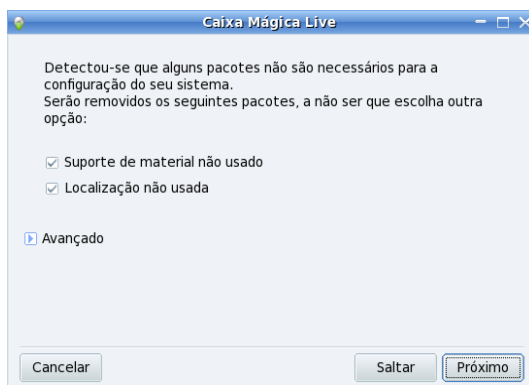 Caixa Mágica Live
Detectou-se que alguns pacotes não são necessários para a
configuração do seu sistema.
Serão removidos os seguintes pacotes, a não ser que escolha outra
opção:
Suporte de material não usado
Localização não usada
Avançado
Cancelar
Saltar
Próximo